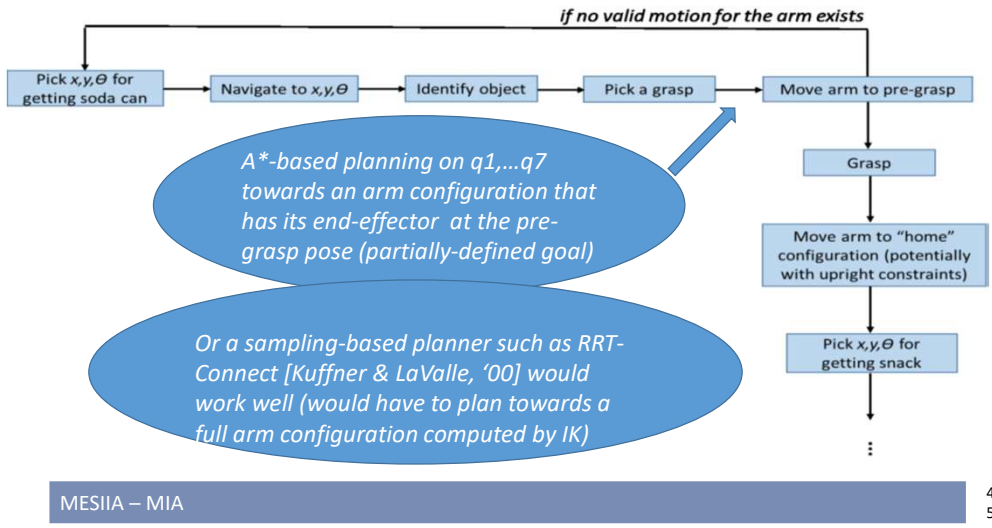 if no valid motion for the arm exists
Pick x,y,Θ for
getting soda can
Navigate to x,y,Θ
Identify object
Pick a grasp
Move arm to pre-grasp
A*-based planning on q1,…q7
towards an arm configuration that
has its end-effector at the pre-
grasp pose (partially-defined goal)
Grasp
Move arm to “home”
configuration (potentially
with upright constraints)
Or a sampling-based planner such as RRT-
Connect [Kuffner & LaValle, ‘00] would
work well (would have to plan towards a
full arm configuration computed by IK)
Pick x,y,Θ for
getting snack
...
MESIIA – MIA
4
5